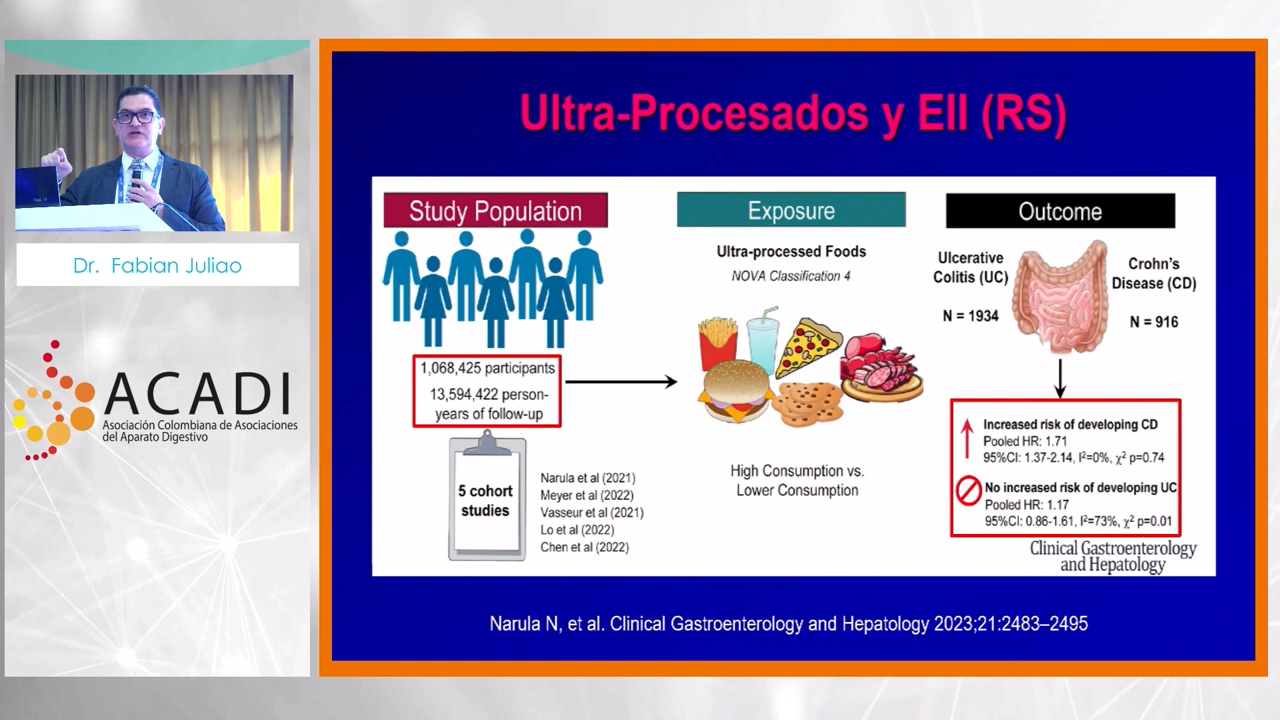 Dr. Fabian Juliao
ACADI
Asociación Colombiana de Asociaciones
del Aparato Digestivo
Ultra-Procesados y EII (RS)
Study Population
1,068,425 participants
13,594,422 person-
years of follow-up
5 cohort
studies
Narula et al (2021)
Meyer et al (2022)
Vasseur et al (2021)
Lo et al (2022)
Chen et al (2022)
Exposure
Ultra-processed Foods
NOVA Classification 4
High Consumption vs.
Lower Consumption
Outcome
Ulcerative
Colitis (UC)
N = 1934
Crohn's
Disease (CD)
N = 916
Increased risk of developing CD
Pooled HR: 1.71
95%CI: 1.37-2.14, I²=0%, χ² p=0.74
No increased risk of developing UC
Pooled HR: 1.17
95%CI: 0.86-1.61, I²=73%, χ² p=0.01
Clinical Gastroenterology
and Hepatology
Narula N, et al. Clinical Gastroenterology and Hepatology 2023;21:2483–2495